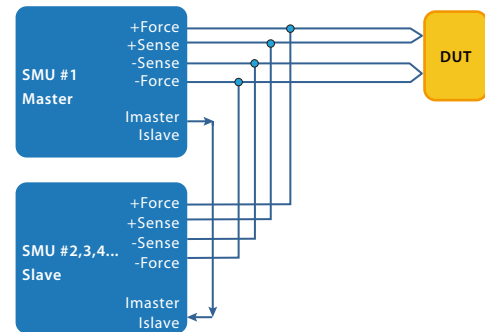 +Force
+Sense
-Sense
-Force
SMU #1
Master
Imaster
Islave
DUT
+Force
+Sense
-Sense
-Force
SMU #2,3,4...
Slave
Imaster
Islave